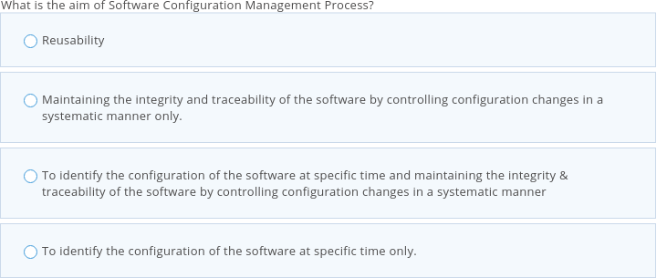 What is the aim of Software Configuration Management Process?
Reusability
Maintaining the integrity and traceability of the software by controlling configuration changes in a
systematic manner only.
To identify the configuration of the software at specific time and maintaining the integrity &
traceability of the software by controlling configuration changes in a systematic manner
To identify the configuration of the software at specific time only.